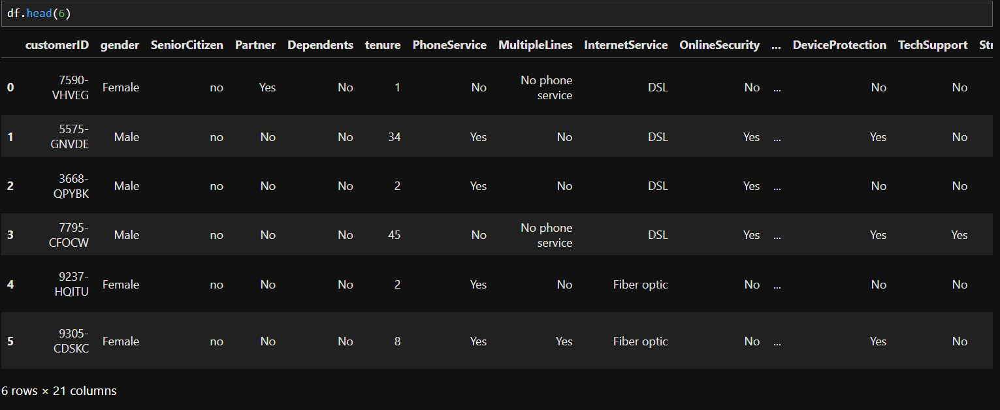 df.head(6)
customerID gender SeniorCitizen Partner Dependents tenure PhoneService MultipleLines InternetService OnlineSecurity ... DeviceProtection TechSupport Str
0 7590-VHVEG Female no Yes No 1 No No phone service DSL No ... No No
1 5575-GNVDE Male no No No 34 Yes No DSL Yes ... Yes No
2 3668-QPYBK Male no No No 2 Yes No DSL Yes ... No No
3 7795-CFOCW Male no No No 45 No No phone service DSL Yes ... Yes Yes
4 9237-HQITU Female no No No 2 Yes No Fiber optic No ... No No
5 9305-CDSKC Female no No No 8 Yes Yes Fiber optic No ... Yes No
6 rows × 21 columns